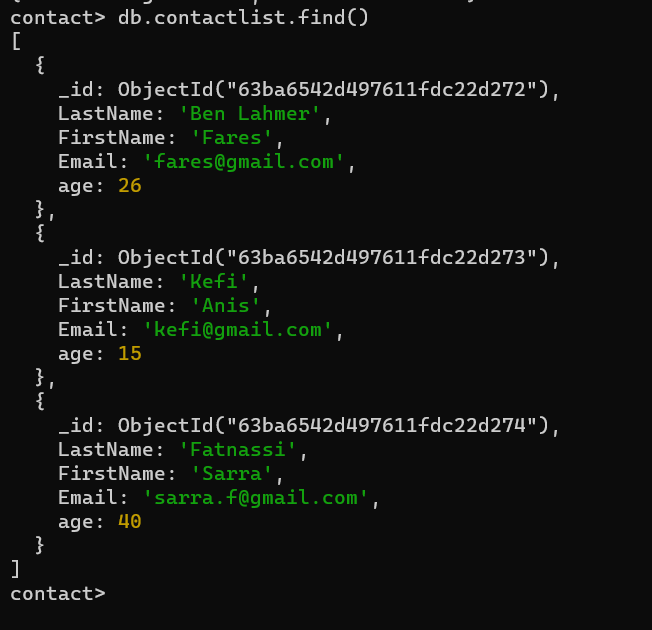 contact> db.contactlist.find()
[
  {
    _id: ObjectId("63ba6542d497611fdc22d272"),
    LastName: 'Ben Lahmer',
    FirstName: 'Fares',
    Email: 'fares@gmail.com',
    age: 26
  },
  {
    _id: ObjectId("63ba6542d497611fdc22d273"),
    LastName: 'Kefi',
    FirstName: 'Anis',
    Email: 'kefi@gmail.com',
    age: 15
  },
  {
    _id: ObjectId("63ba6542d497611fdc22d274"),
    LastName: 'Fatnassi',
    FirstName: 'Sarra',
    Email: 'sarra.f@gmail.com',
    age: 40
  }
]
contact>